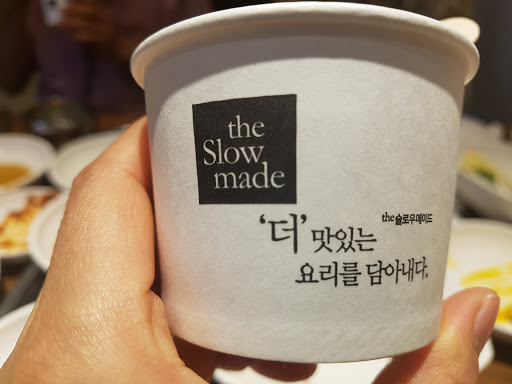 the
Slow
made
the슬로우메이드
‘더’ 맛있는
요리를 담아내다.